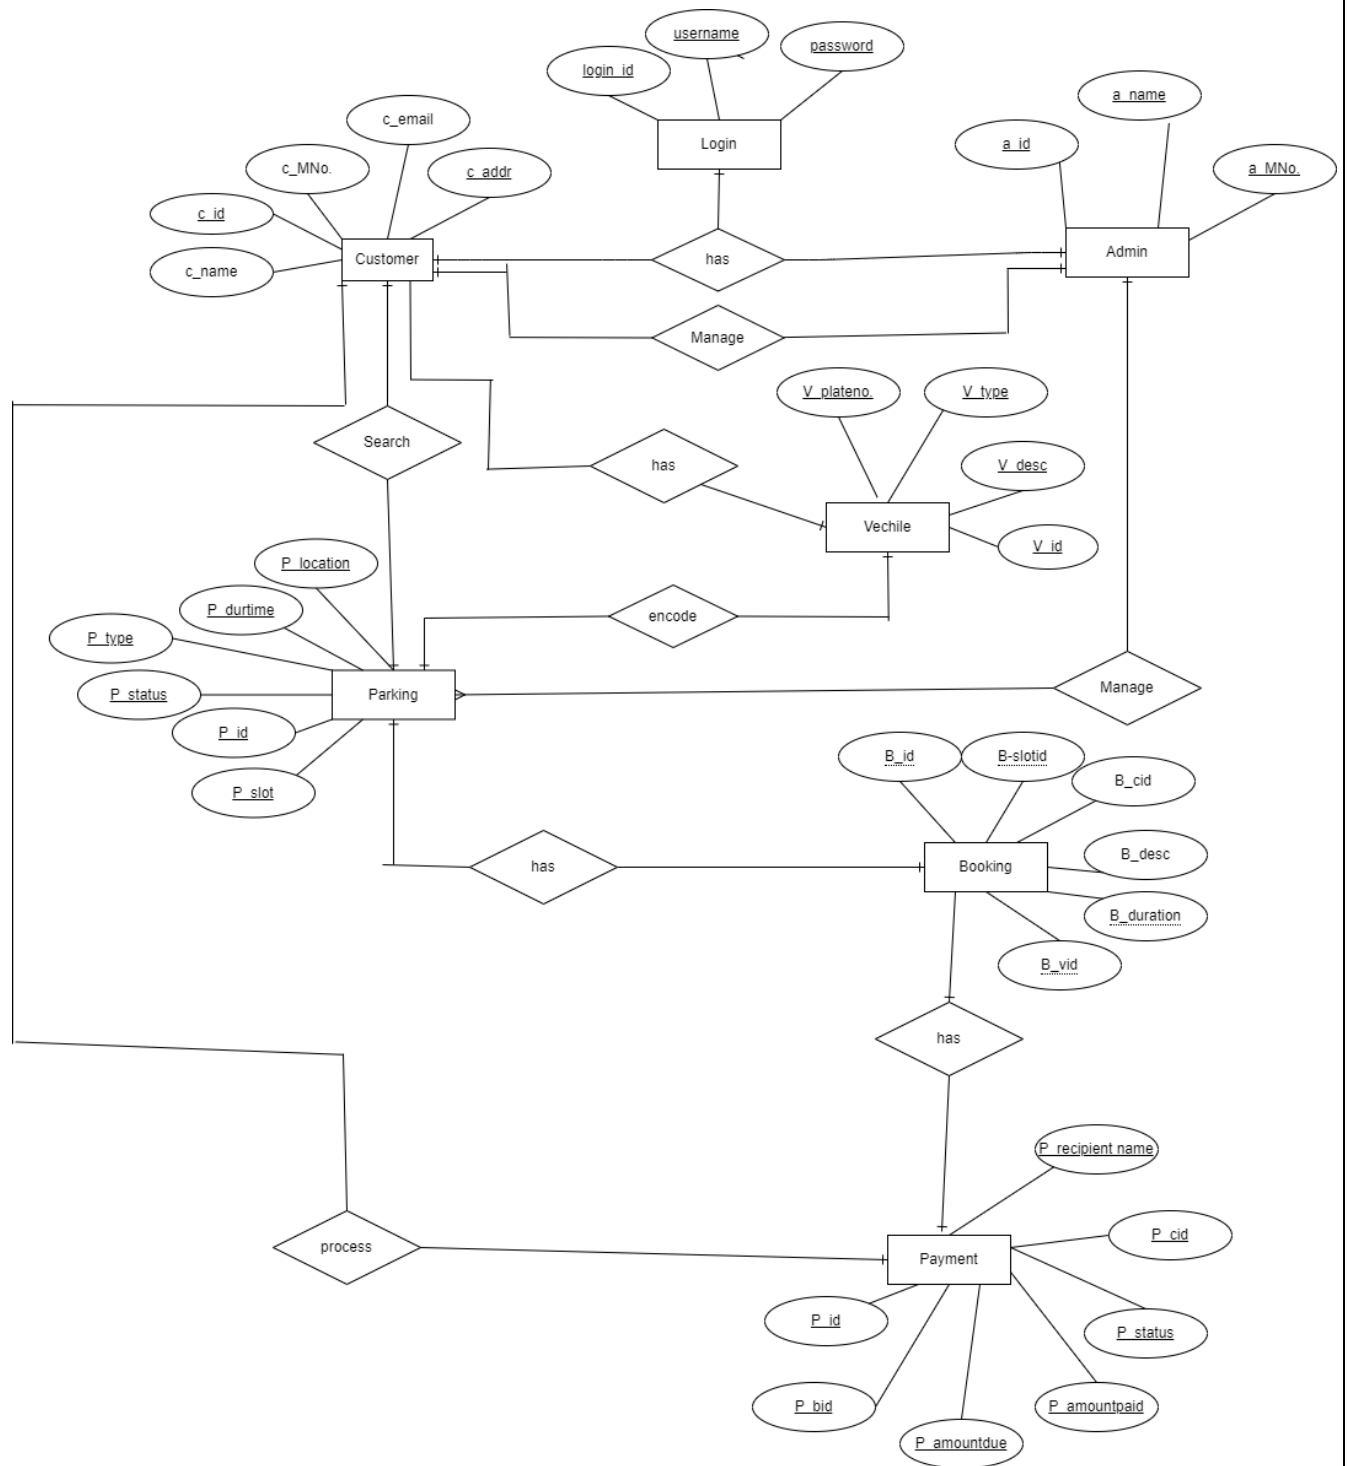 username
password
login_id
a_name
c_email
Login
a_id
c_MNo.
c_addr
a_MNo.
c_id
Customer
has
Admin
c_name
Manage
V_plateno.
V_type
Search
has
V_desc
Vechile
V_id
P_location
P_durtime
encode
P_type
P_status
Parking
Manage
P_id
P_slot
B_id
B-slotid
B_cid
has
Booking
B_desc
B_duration
B_vid
has
P_recipient name
P_cid
process
Payment
P_id
P_status
P_bid
P_amountpaid
P_amountdue